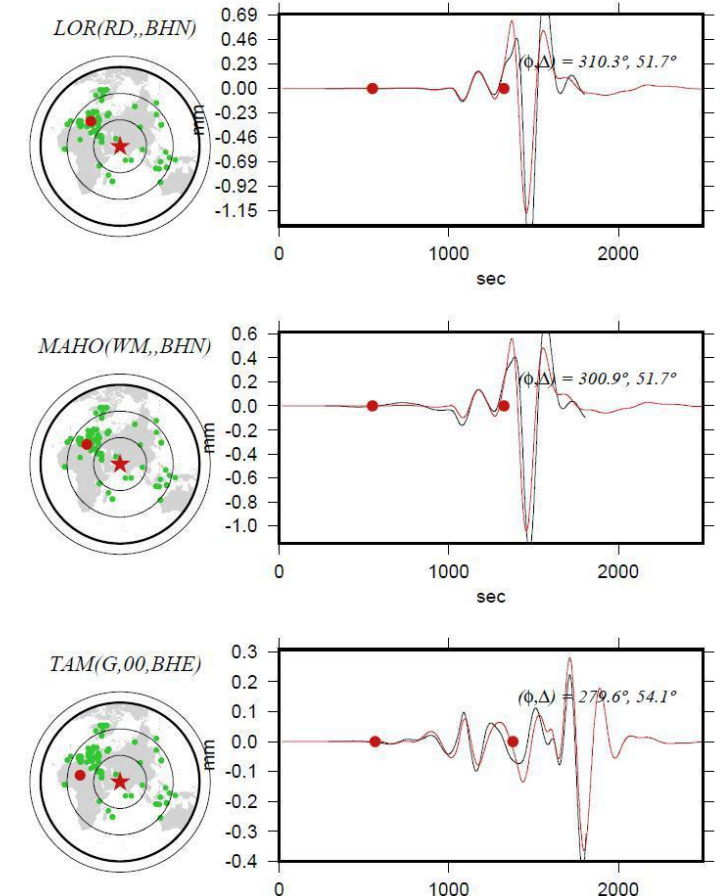 LOR(RD,,BHN)
0.69
0.46
0.23
0.00
-0.23
-0.46
-0.69
-0.92
-1.15
mm
(ϕ,Δ) = 310.3°, 51.7°
0 1000 2000
sec
MAHO(WM,,BHN)
0.6
0.4
0.2
0.0
-0.2
-0.4
-0.6
-0.8
-1.0
mm
(ϕ,Δ) = 300.9°, 51.7°
0 1000 2000
sec
TAM(G,00,BHE)
0.3
0.2
0.1
0.0
-0.1
-0.2
-0.3
-0.4
mm
(ϕ,Δ) = 279.6°, 54.1°
0 1000 2000